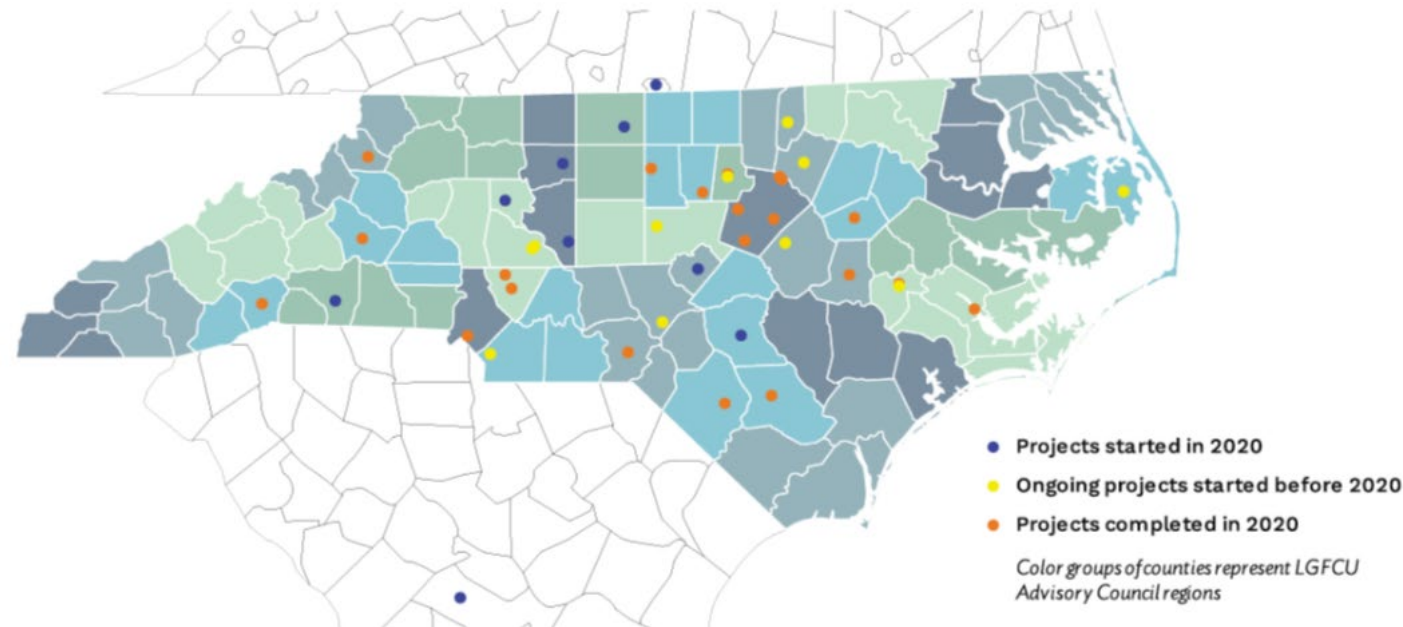 Projects started in 2020
Ongoing projects started before 2020
Projects completed in 2020
Color groups of counties represent LGFCU
Advisory Council regions